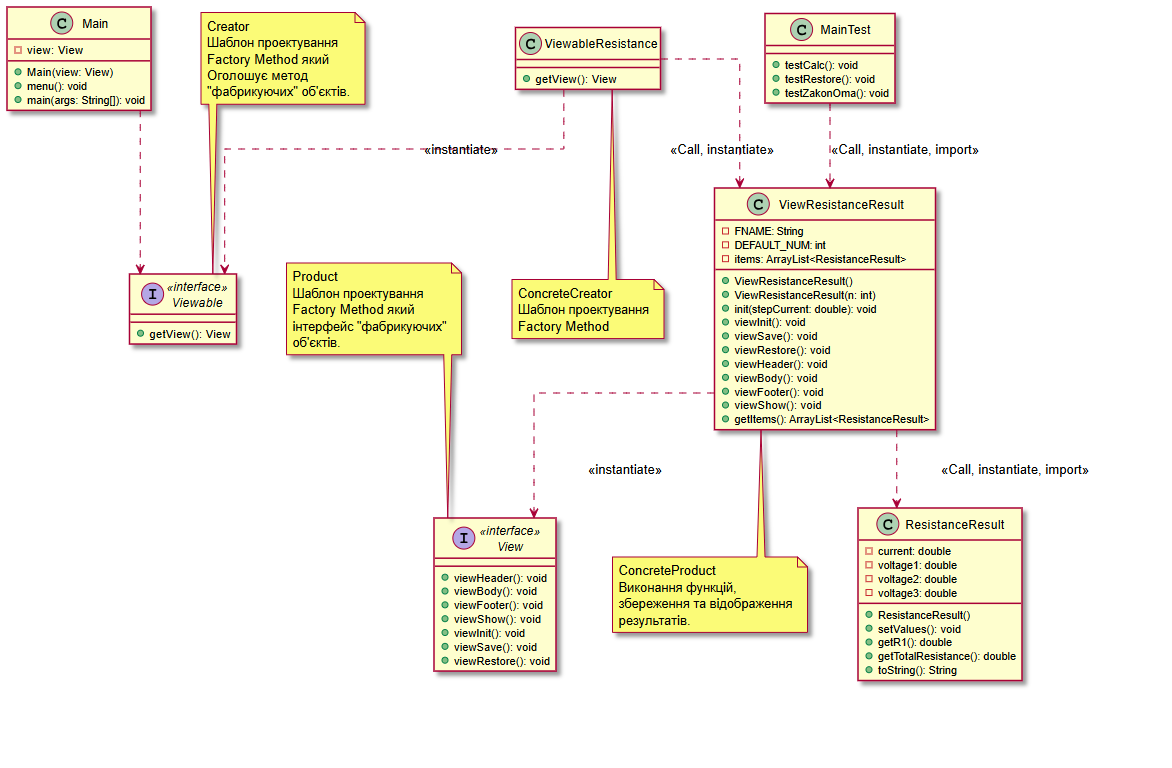 C Main
view: View
Main(view: View)
menu(): void
main(args: String[]): void
Creator
Шаблон проектування
Factory Method який
Оголошує метод
"фабрикуючих" об'єктів.
C ViewableResistance
getView(): View
C MainTest
testCalc(): void
testRestore(): void
testZakonOma(): void
«instantiate»
«Call, instantiate»
«Call, instantiate, import»
I «interface»
Viewable
getView(): View
Product
Шаблон проектування
Factory Method який
інтерфейс "фабрикуючих"
об'єктів.
ConcreteCreator
Шаблон проектування
Factory Method
C ViewResistanceResult
FNAME: String
DEFAULT_NUM: int
items: ArrayList<ResistanceResult>
ViewResistanceResult()
ViewResistanceResult(n: int)
init(stepCurrent: double): void
viewInit(): void
viewSave(): void
viewRestore(): void
viewHeader(): void
viewBody(): void
viewFooter(): void
viewShow(): void
getItems(): ArrayList<ResistanceResult>
«instantiate»
«Call, instantiate, import»
I «interface»
View
viewHeader(): void
viewBody(): void
viewFooter(): void
viewShow(): void
viewInit(): void
viewSave(): void
viewRestore(): void
ConcreteProduct
Виконання функцій,
збереження та відображення
результатів.
C ResistanceResult
current: double
voltage1: double
voltage2: double
voltage3: double
ResistanceResult()
setValues(): void
getR1(): double
getTotalResistance(): double
toString(): String